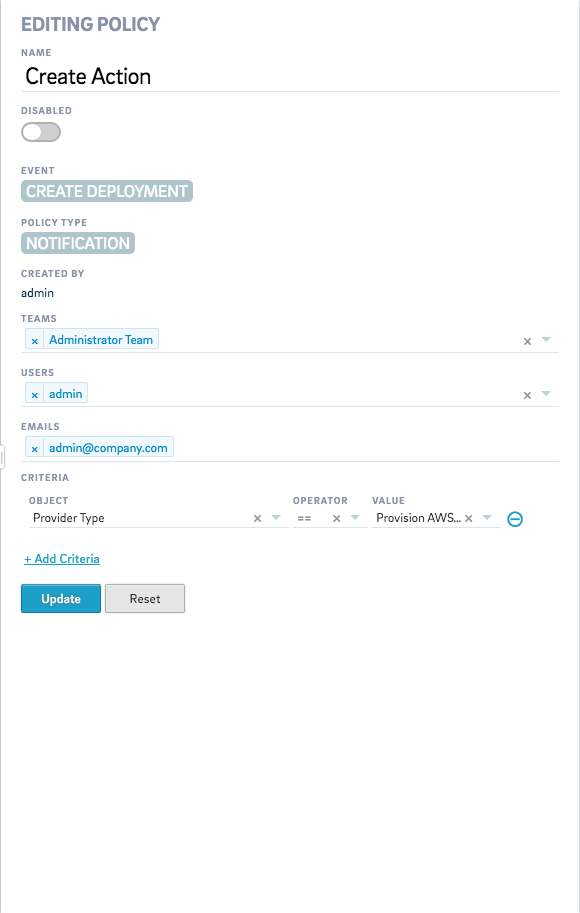 EDITING POLICY
NAME
Create Action
DISABLED
EVENT
CREATE DEPLOYMENT
POLICY TYPE
NOTIFICATION
CREATED BY
admin
TEAMS
× Administrator Team × 
USERS
× admin ×
EMAILS
× admin@company.com
CRITERIA
OBJECT OPERATOR VALUE
Provider Type × == × Provision AWS... ×
+ Add Criteria
Update Reset